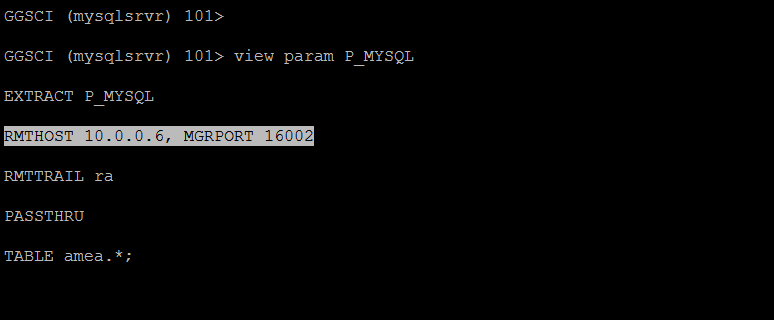 GGSCI (mysqlsrvr) 101>
GGSCI (mysqlsrvr) 101> view param P_MYSQL
EXTRACT P_MYSQL
RMTHOST 10.0.0.6, MGRPORT 16002
RMTTRAIL ra
PASSTHRU
TABLE amea.*;